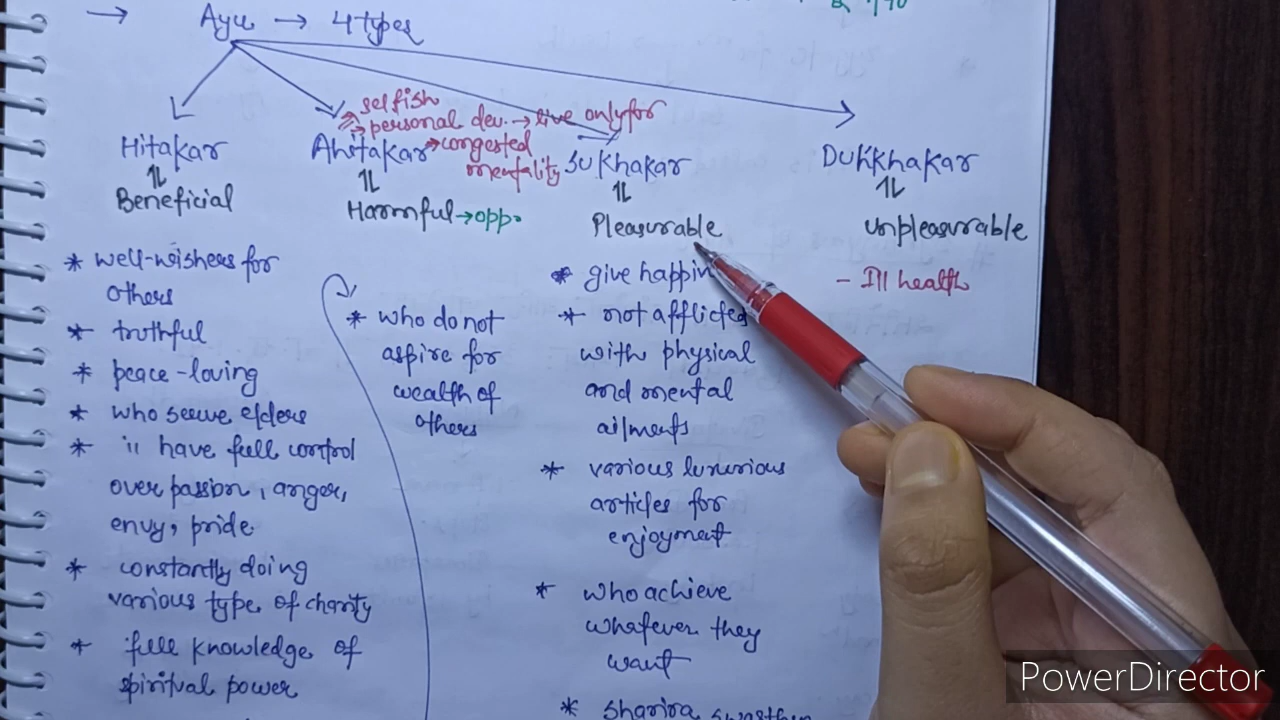 → Ayu → 4 types
Hitakar
⇅
Beneficial
* well-wishers for
others
* truthful
* peace-loving
* who serve elders
* " have full control
over passion, anger,
envy, pride
* constantly doing
various type of charity
* full knowledge of
spiritual power
→ selfish
→ personal dev. → live only for
Ahitakar → congested
mentality
⇅
Harmful → opp.
* who do not
aspire for
wealth of
others
Sukhakar
⇅
Pleasurable
* give happin
* not afflicted
with physical
and mental
ailments
* various luxurious
articles for
enjoyment
* who achieve
whatever they
want
* sharira
Dukkhakar
⇅
unpleasurable
- Ill health
PowerDirector